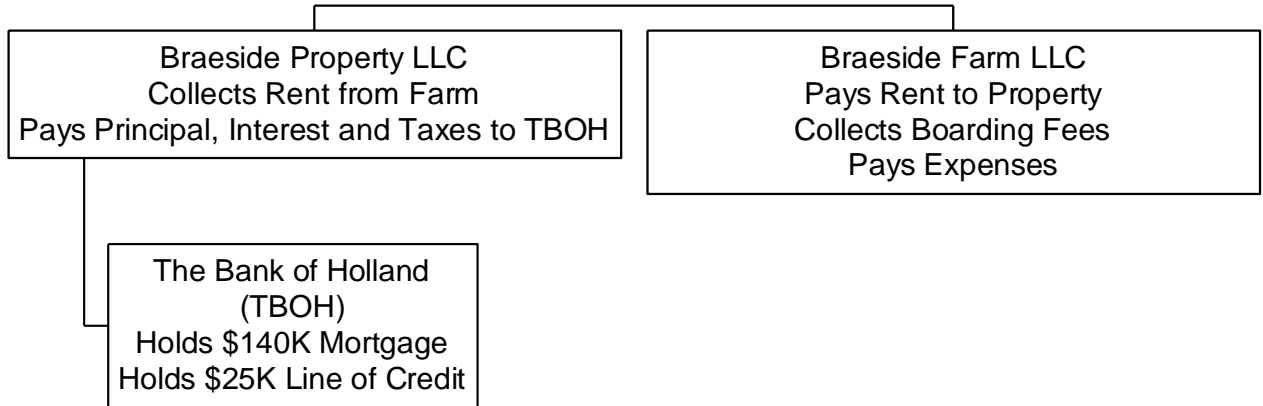 Braeside Property LLC
Collects Rent from Farm
Pays Principal, Interest and Taxes to TBOH
Braeside Farm LLC
Pays Rent to Property
Collects Boarding Fees
Pays Expenses
The Bank of Holland
(TBOH)
Holds $140K Mortgage
Holds $25K Line of Credit